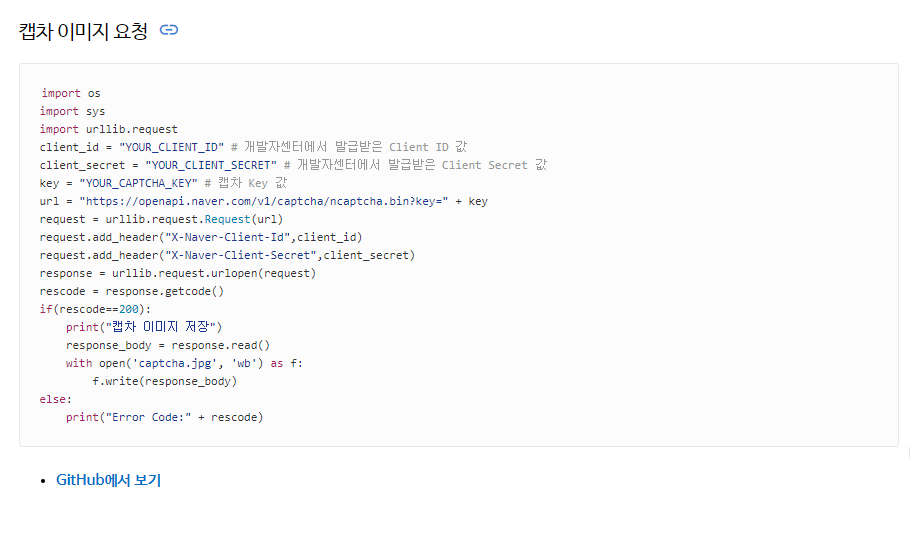 캡차 이미지 요청
import os
import sys
import urllib.request
client_id = "YOUR_CLIENT_ID" # 개발자센터에서 발급받은 Client ID 값
client_secret = "YOUR_CLIENT_SECRET" # 개발자센터에서 발급받은 Client Secret 값
key = "YOUR_CAPTCHA_KEY" # 캡차 Key 값
url = "https://openapi.naver.com/v1/captcha/ncaptcha.bin?key=" + key
request = urllib.request.Request(url)
request.add_header("X-Naver-Client-Id",client_id)
request.add_header("X-Naver-Client-Secret",client_secret)
response = urllib.request.urlopen(request)
rescode = response.getcode()
if(rescode==200):
    print("캡차 이미지 저장")
    response_body = response.read()
    with open('captcha.jpg', 'wb') as f:
        f.write(response_body)
else:
    print("Error Code:" + rescode)
• GitHub에서 보기